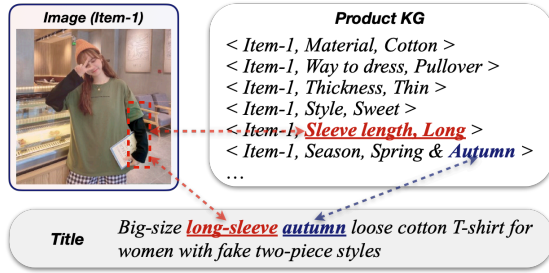 Image (Item-1)
Product KG
< Item-1, Material, Cotton >
< Item-1, Way to dress, Pullover >
< Item-1, Thickness, Thin >
< Item-1, Style, Sweet >
< Item-1, Sleeve length, Long >
< Item-1, Season, Spring & Autumn >
...
Title
Big-size long-sleeve autumn loose cotton T-shirt for
women with fake two-piece styles